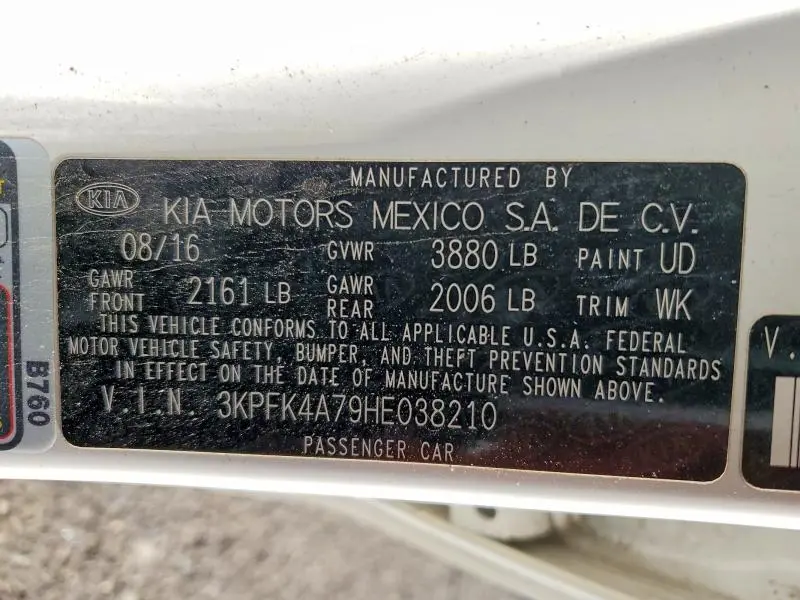 MANUFACTURED BY
KIA KIA MOTORS MEXICO S.A. DE C.V.
08/16 GVWR 3880 LB PAINT UD
GAWR FRONT 2161 LB GAWR REAR 2006 LB TRIM WK
THIS VEHICLE CONFORMS TO ALL APPLICABLE U.S.A. FEDERAL
MOTOR VEHICLE SAFETY, BUMPER, AND THEFT PREVENTION STANDARDS
IN EFFECT ON THE DATE OF MANUFACTURE SHOWN ABOVE.
V.I.N. 3KPFK4A79HE038210
PASSENGER CAR
B760
V.